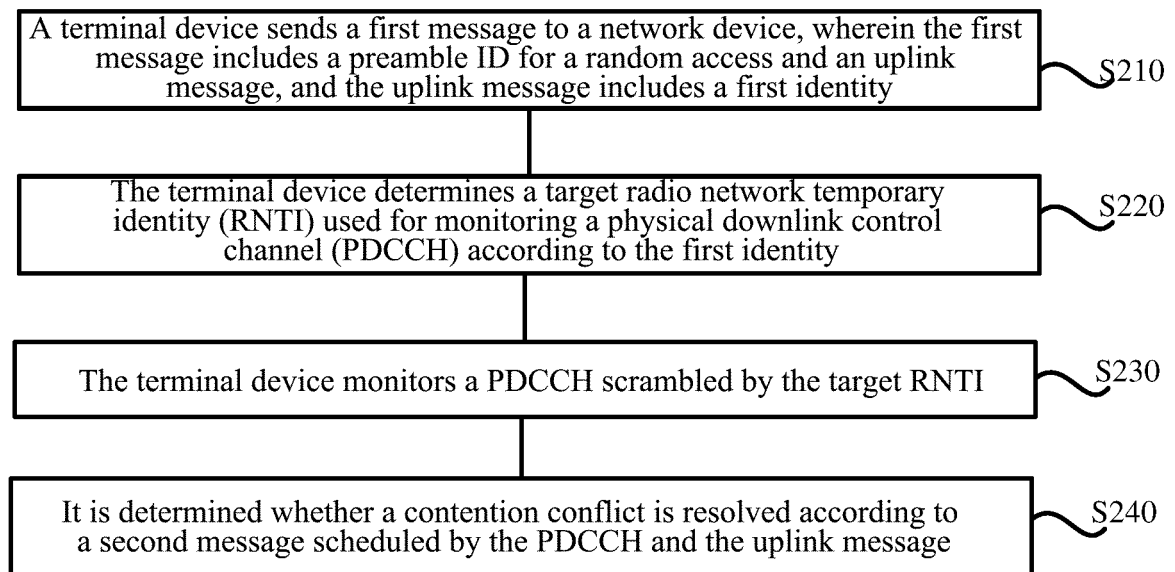 A terminal device sends a first message to a network device, wherein the first
message includes a preamble ID for a random access and an uplink
message, and the uplink message includes a first identity
S210
The terminal device determines a target radio network temporary
identity (RNTI) used for monitoring a physical downlink control
channel (PDCCH) according to the first identity
S220
The terminal device monitors a PDCCH scrambled by the target RNTI
S230
It is determined whether a contention conflict is resolved according to
a second message scheduled by the PDCCH and the uplink message
S240